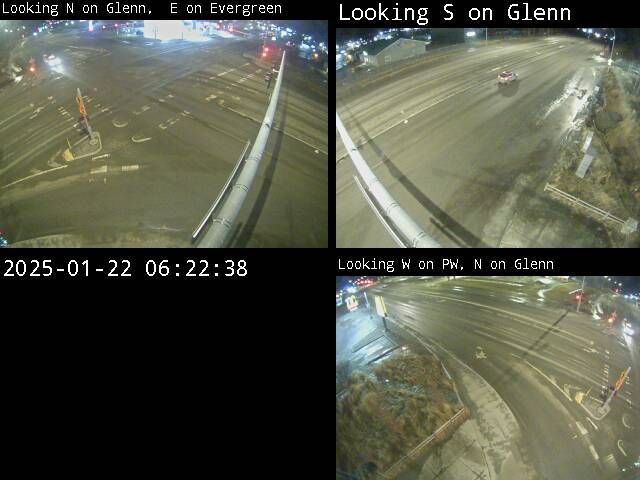 Looking N on Glenn,  E on Evergreen
Looking S on Glenn
2025-01-22 06:22:38
Looking W on PW, N on Glenn